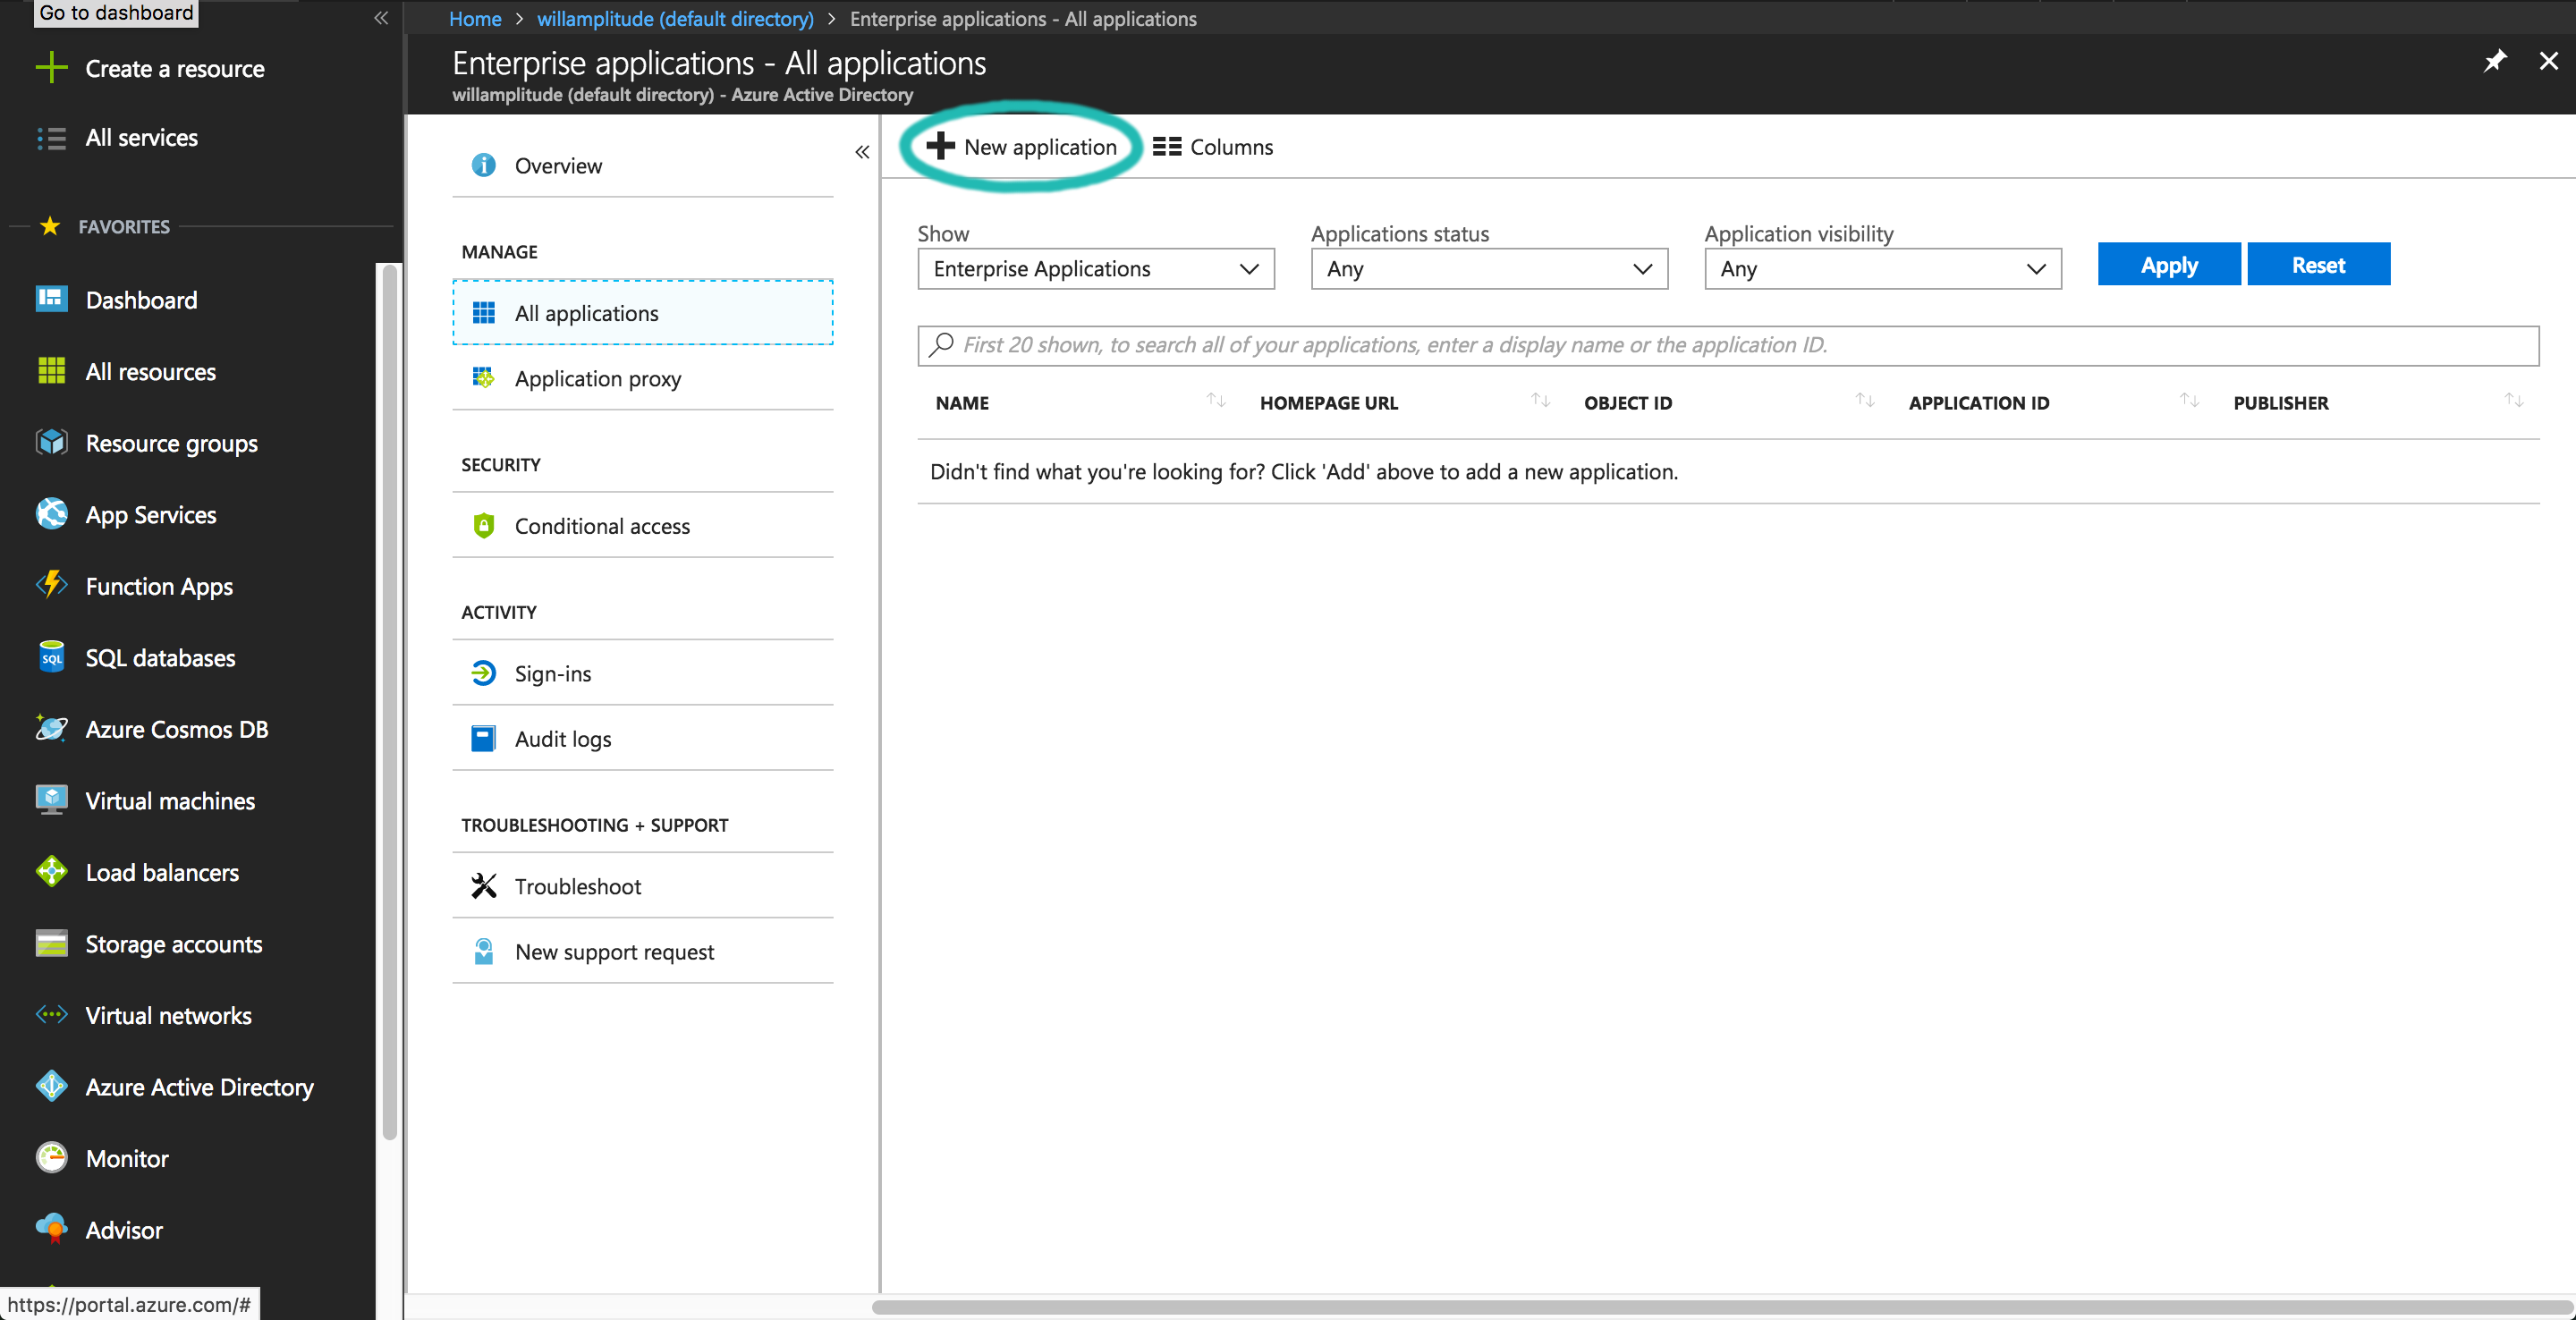 Go to dashboard
Create a resource
All services
FAVORITES
Dashboard
All resources
Resource groups
App Services
Function Apps
SQL databases
Azure Cosmos DB
Virtual machines
Load balancers
Storage accounts
Virtual networks
Azure Active Directory
Monitor
Advisor
https://portal.azure.com/#
Home > willamplitude (default directory) > Enterprise applications - All applications
Enterprise applications - All applications
willamplitude (default directory) - Azure Active Directory
Overview
MANAGE
All applications
Application proxy
SECURITY
Conditional access
ACTIVITY
Sign-ins
Audit logs
TROUBLESHOOTING + SUPPORT
Troubleshoot
New support request
New application Columns
Show Applications status Application visibility
Enterprise Applications Any Any Apply Reset
First 20 shown, to search all of your applications, enter a display name or the application ID.
NAME HOMEPAGE URL OBJECT ID APPLICATION ID PUBLISHER
Didn't find what you're looking for? Click 'Add' above to add a new application.